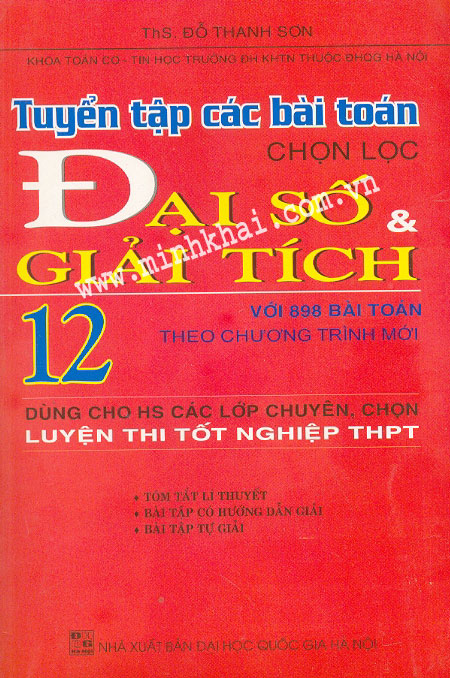 ThS. ĐỖ THANH SƠN
KHOA TOÁN CƠ - TIN HỌC TRƯỜNG ĐH KHTN THUỘC ĐHQG HÀ NỘI
Tuyển tập các bài toán
CHỌN LỌC
ĐẠI SỐ &
GIẢI TÍCH
www.minhkhai.com.vn
12
VỚI 898 BÀI TOÁN
THEO CHƯƠNG TRÌNH MỚI
DÙNG CHO HS CÁC LỚP CHUYÊN, CHỌN
LUYỆN THI TỐT NGHIỆP THPT
• TÓM TẮT LÍ THUYẾT
• BÀI TẬP CÓ HƯỚNG DẪN GIẢI
• BÀI TẬP TỰ GIẢI
NHÀ XUẤT BẢN ĐẠI HỌC QUỐC GIA HÀ NỘI